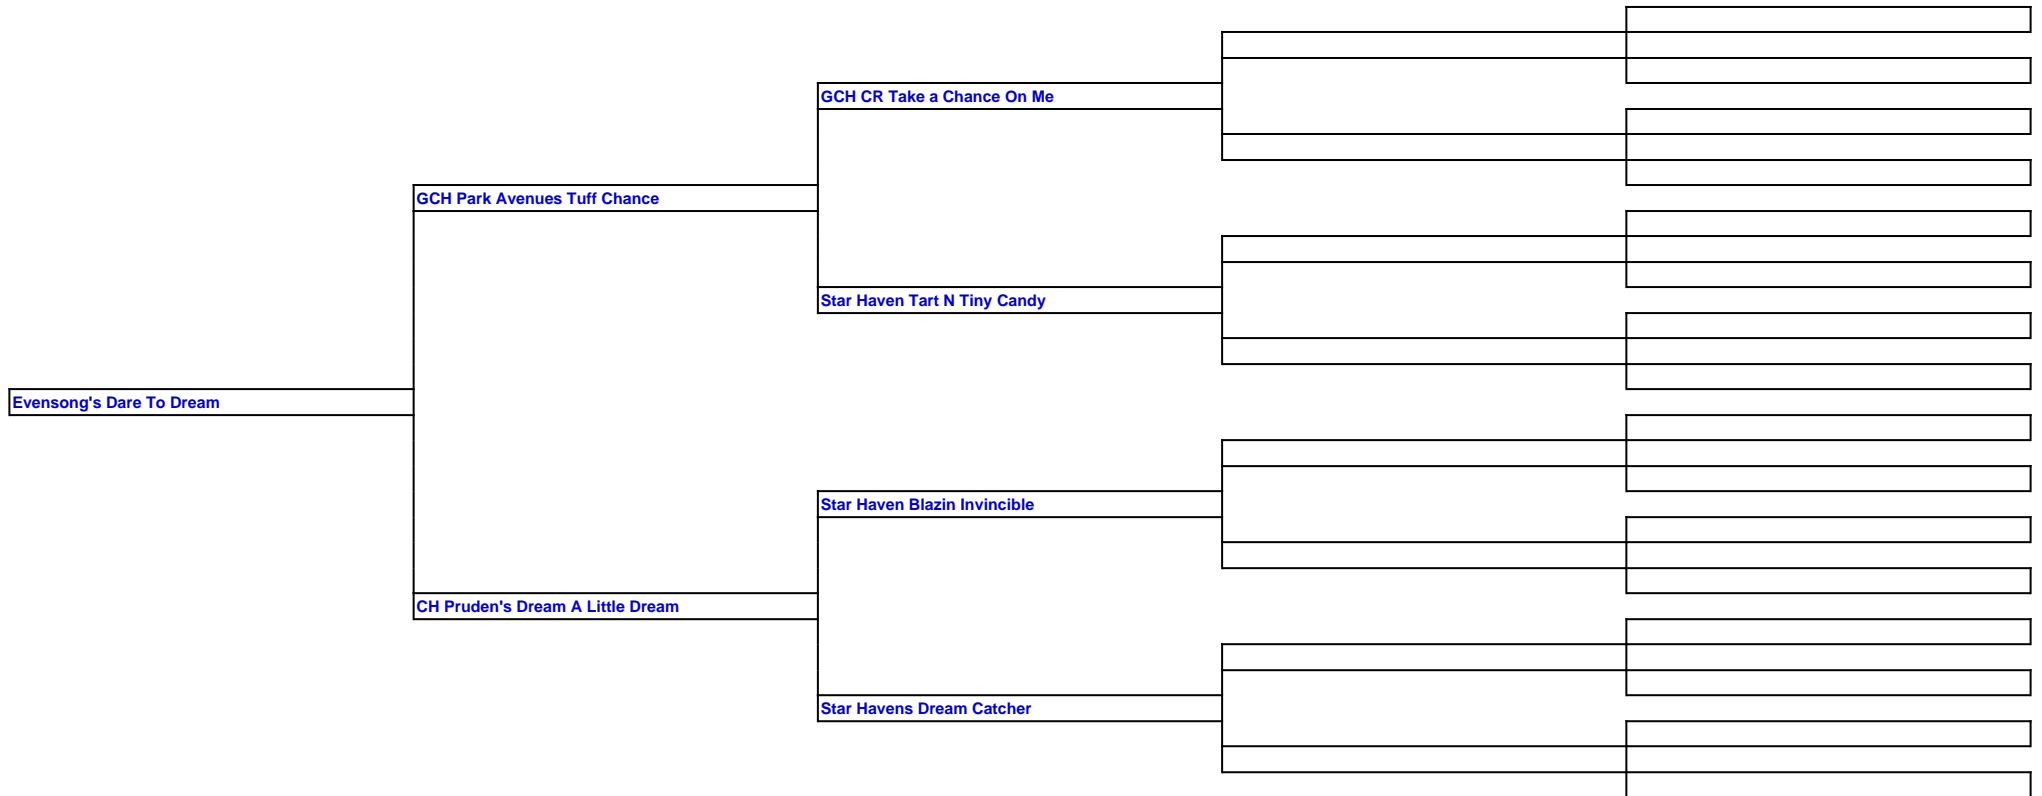 GCH CR Take a Chance On Me
GCH Park Avenues Tuff Chance
Star Haven Tart N Tiny Candy
Evensong's Dare To Dream
Star Haven Blazin Invincible
CH Pruden's Dream A Little Dream
Star Havens Dream Catcher